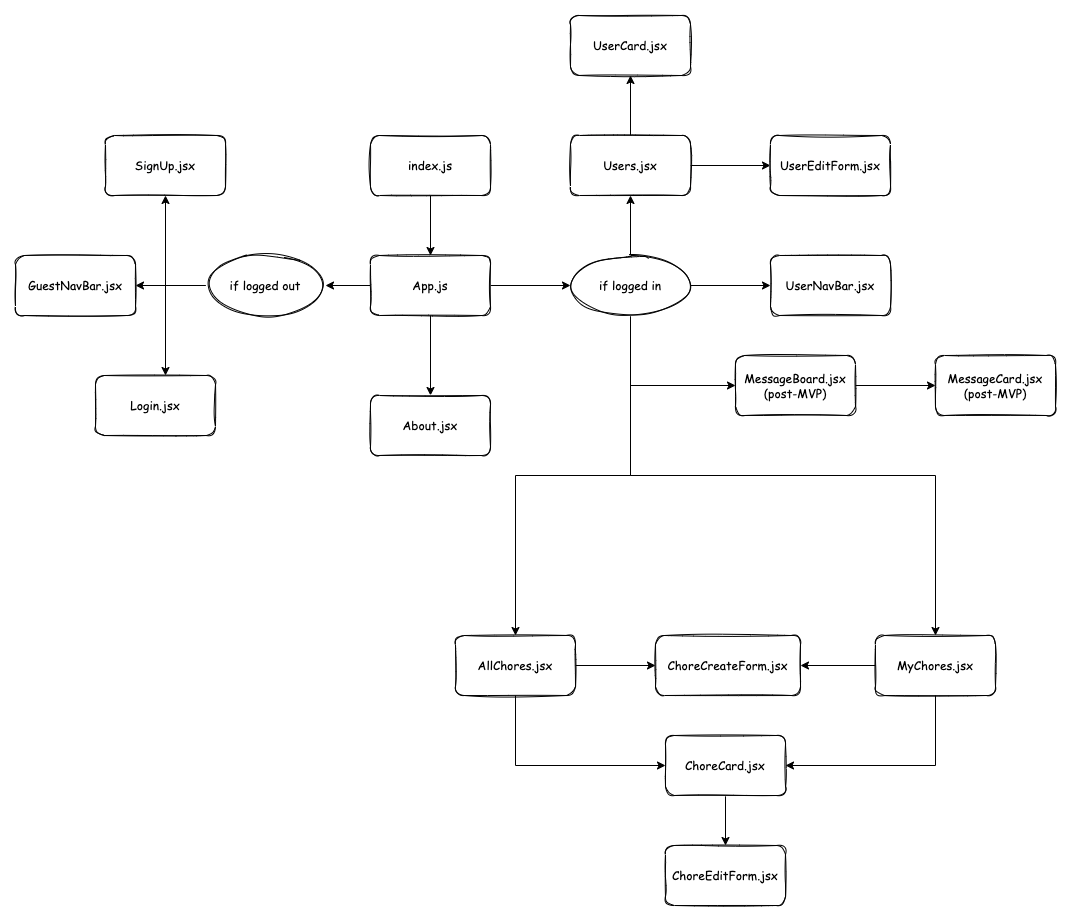 UserCard.jsx
SignUp.jsx
index.js
Users.jsx
UserEditForm.jsx
GuestNavBar.jsx
if logged out
App.js
if logged in
UserNavBar.jsx
MessageBoard.jsx
(post-MVP)
MessageCard.jsx
(post-MVP)
Login.jsx
About.jsx
AllChores.jsx
ChoreCreateForm.jsx
MyChores.jsx
ChoreCard.jsx
ChoreEditForm.jsx